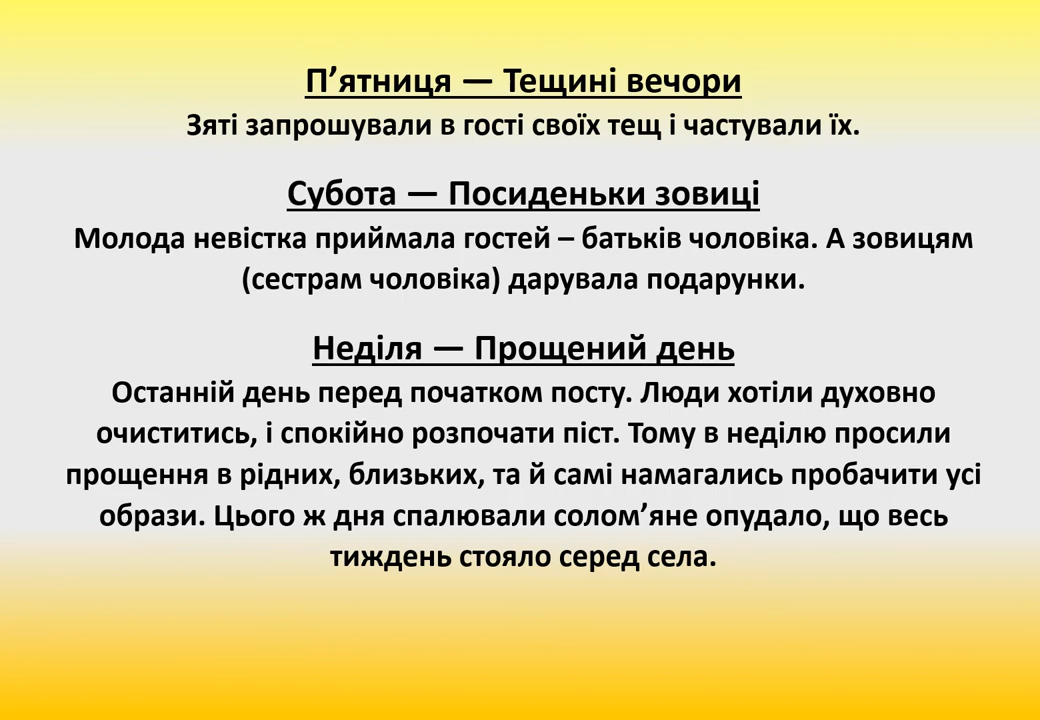 П’ятниця — Тещині вечори
Зяті запрошували в гості своїх тещ і частували їх.
Субота — Посиденьки зовиці
Молода невістка приймала гостей – батьків чоловіка. А зовицям
(сестрам чоловіка) дарувала подарунки.
Неділя — Прощений день
Останній день перед початком посту. Люди хотіли духовно
очиститись, і спокійно розпочати піст. Тому в неділю просили
прощення в рідних, близьких, та й самі намагались пробачити усі
образи. Цього ж дня спалювали солом’яне опудало, що весь
тиждень стояло серед села.